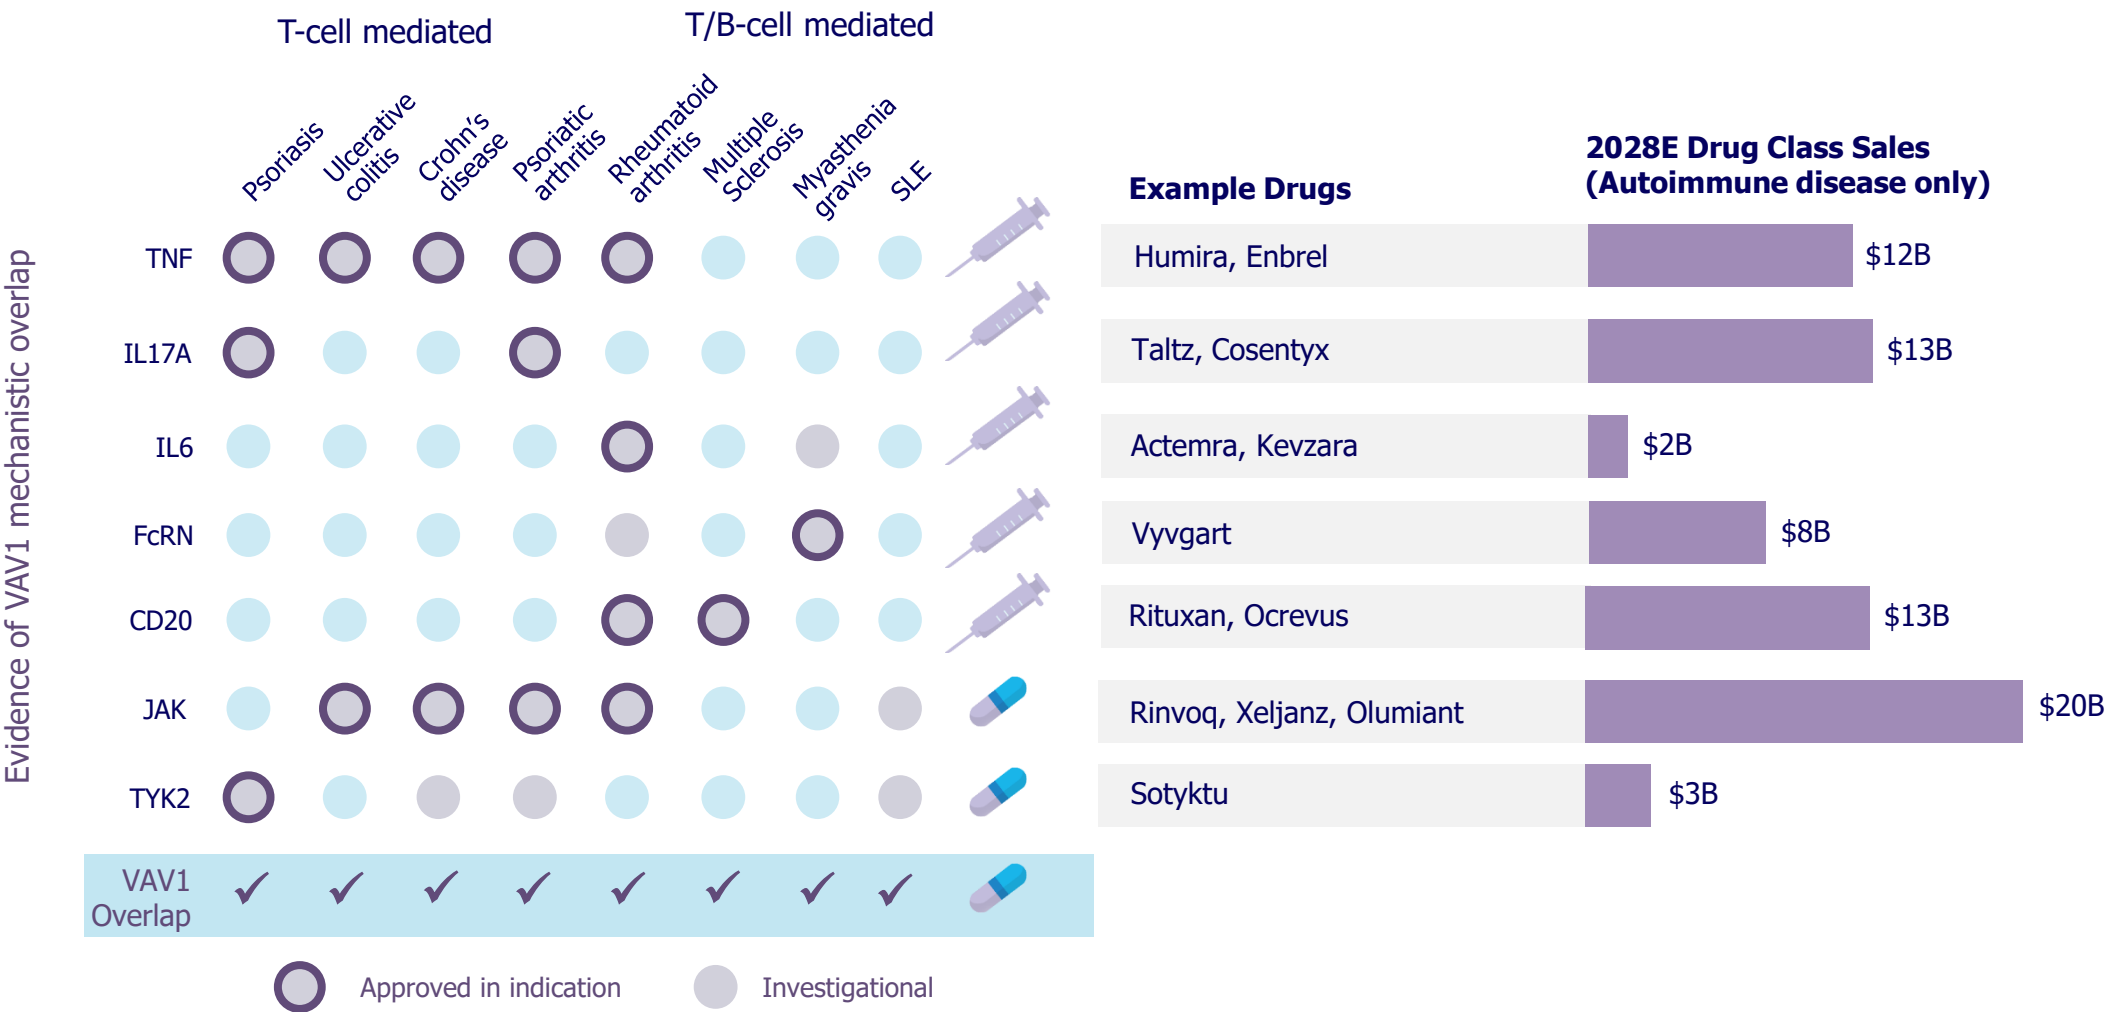 T-cell mediated
T/B-cell mediated
Psoriasis
Ulcerative
colitis
Crohn's
disease
Psoriatic
arthritis
Rheumatoid
arthritis
Multiple
Sclerosis
Myasthenia
gravis
SLE
Example Drugs
2028E Drug Class Sales
(Autoimmune disease only)
Evidence of VAV1 mechanistic overlap
TNF
Humira, Enbrel
$12B
IL17A
Taltz, Cosentyx
$13B
IL6
Actemra, Kevzara
$2B
FcRN
Vyvgart
$8B
CD20
Rituxan, Ocrevus
$13B
JAK
Rinvoq, Xeljanz, Olumiant
$20B
TYK2
Sotyktu
$3B
VAV1
Overlap
Approved in indication
Investigational